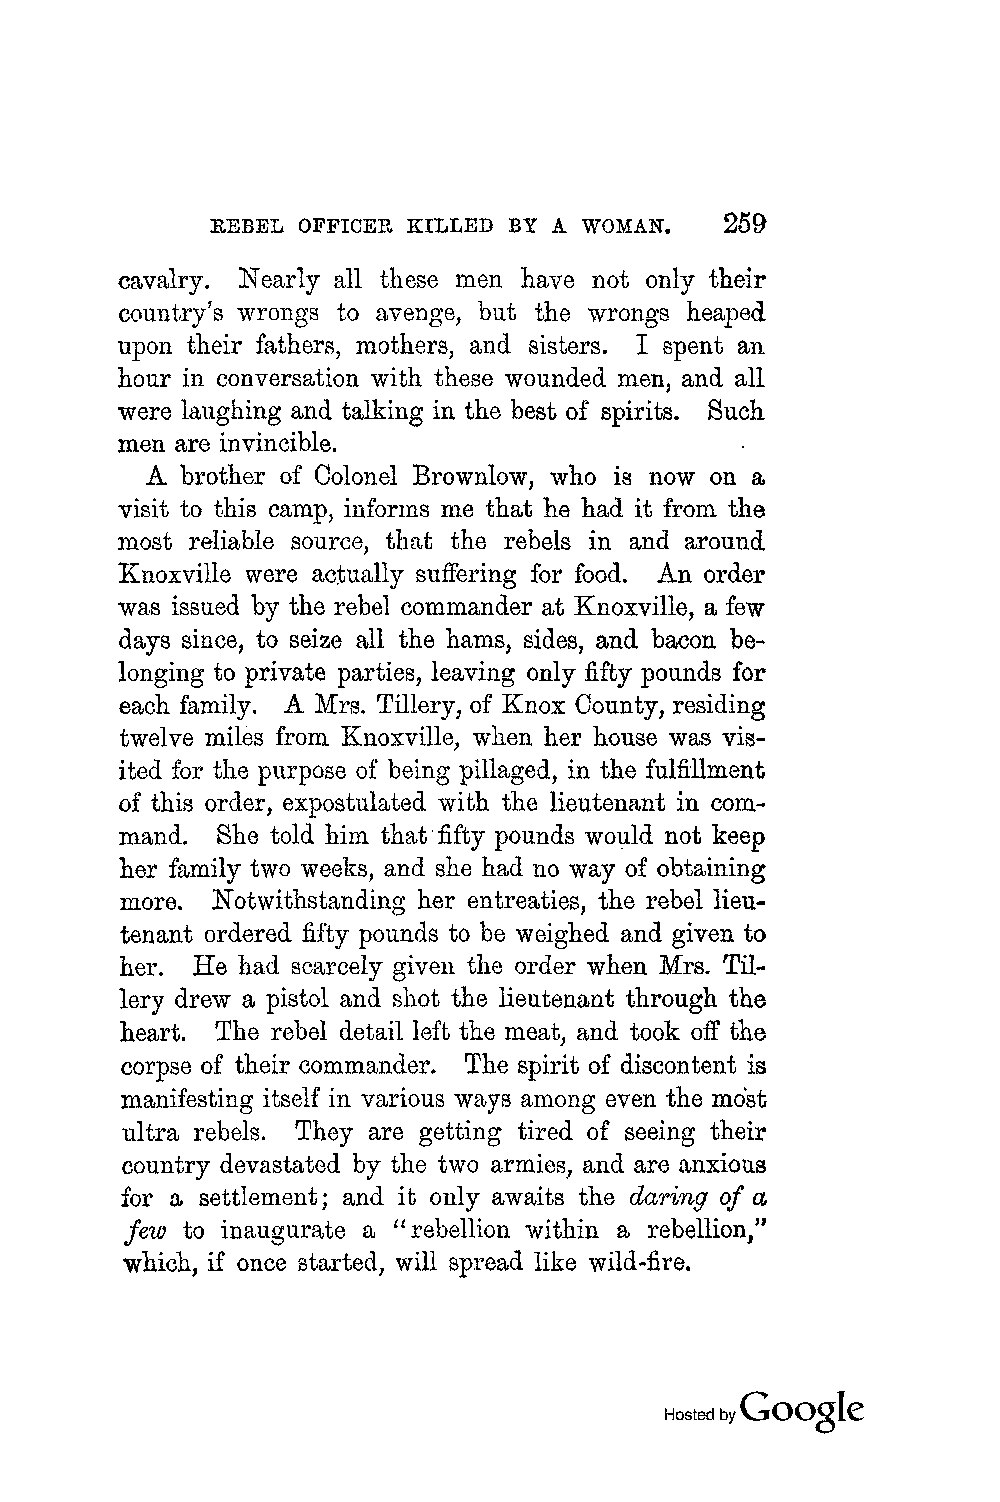 REBEL OFFICER KILLED BY A WOMAN. 259
cavalry. Nearly all these men have not only their
country's wrongs to avenge, but the wrongs heaped
upon their fathers, mothers, and sisters. I spent an
hour in conversation with these wounded men, and all
were laughing and talking in the best of spirits. Such
men are invincible.
A brother of Colonel Brownlow, who is now on a
visit to this camp, informs me that he had it from the
most reliable source, that the rebels in and around
Knoxville were actually suffering for food. An order
was issued by the rebel commander at Knoxville, a few
days since, to seize all the hams, sides, and bacon be-
longing to private parties, leaving only fifty pounds for
each family. A Mrs. Tillery, of Knox County, residing
twelve miles from Knoxville, when her house was vis-
ited for the purpose of being pillaged, in the fulfillment
of this order, expostulated with the lieutenant in com-
mand. She told him that fifty pounds would not keep
her family two weeks, and she had no way of obtaining
more. Notwithstanding her entreaties, the rebel lieu-
tenant ordered fifty pounds to be weighed and given to
her. He had scarcely given the order when Mrs. Til-
lery drew a pistol and shot the lieutenant through the
heart. The rebel detail left the meat, and took off the
corpse of their commander. The spirit of discontent is
manifesting itself in various ways among even the most
ultra rebels. They are getting tired of seeing their
country devastated by the two armies, and are anxious
for a settlement; and it only awaits the daring of a
few to inaugurate a "rebellion within a rebellion,"
which, if once started, will spread like wild-fire.
Hosted by Google